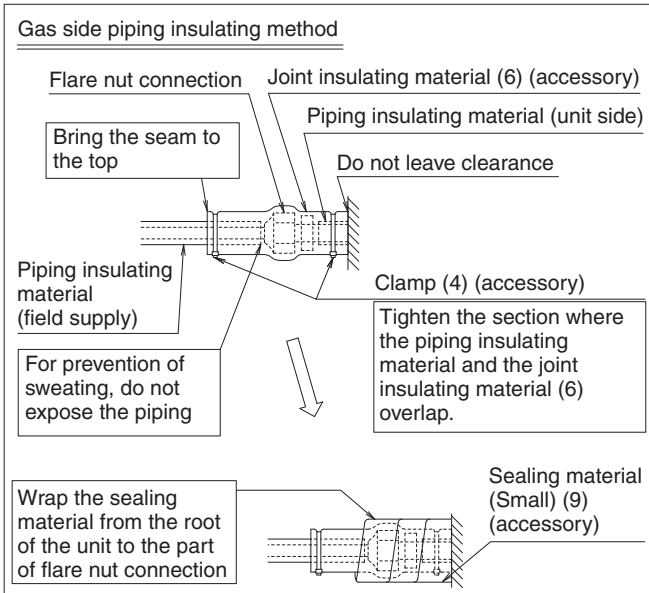 Gas side piping insulating method
Flare nut connection
Joint insulating material (6) (accessory)
Piping insulating material (unit side)
Bring the seam to
the top
Do not leave clearance
Piping insulating
material
(field supply)
Clamp (4) (accessory)
Tighten the section where
the piping insulating
material and the joint
insulating material (6)
overlap.
For prevention of
sweating, do not
expose the piping
Wrap the sealing
material from the root
of the unit to the part
of flare nut connection
Sealing material
(Small) (9)
(accessory)